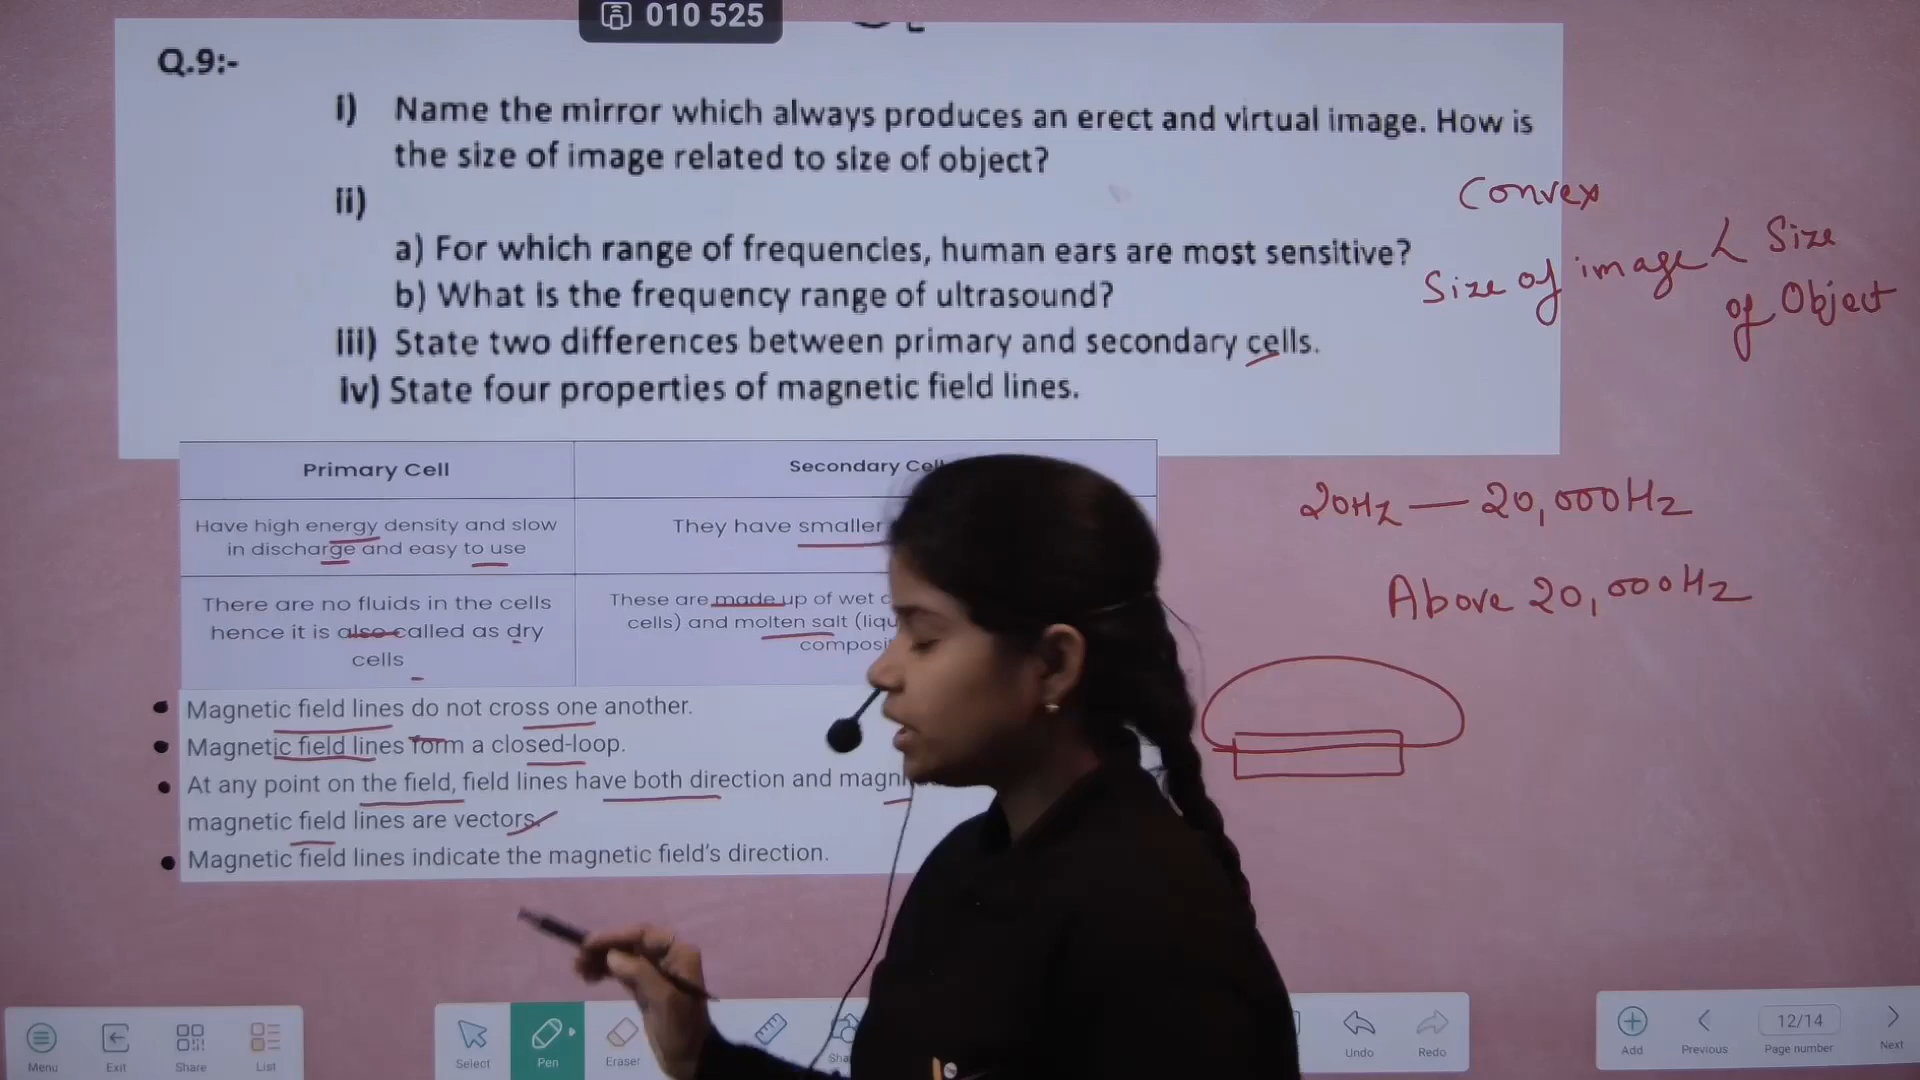 010 525
Q.9:-
i) Name the mirror which always produces an erect and virtual image. How is
the size of image related to size of object?
ii)
a) For which range of frequencies, human ears are most sensitive?
b) What is the frequency range of ultrasound?
iii) State two differences between primary and secondary cells.
iv) State four properties of magnetic field lines.
Convex
Size of image < Size
of Object
Primary Cell
Secondary
Have high energy density and slow
in discharge and easy to use
They have smaller
There are no fluids in the cells
hence it is also called as dry
cells
These are made up of wet
cells) and molten salt
20Hz — 20,000Hz
Above 20,000Hz
• Magnetic field lines do not cross one another.
• Magnetic field lines form a closed-loop.
• At any point on the field, field lines have both direction and
magnetic field lines are vectors.
• Magnetic field lines indicate the magnetic field's direction.
Menu
Exit
Share
List
Select
Pen
Eraser
Undo
Redo
Add
Previous
12/14
Page number
Next